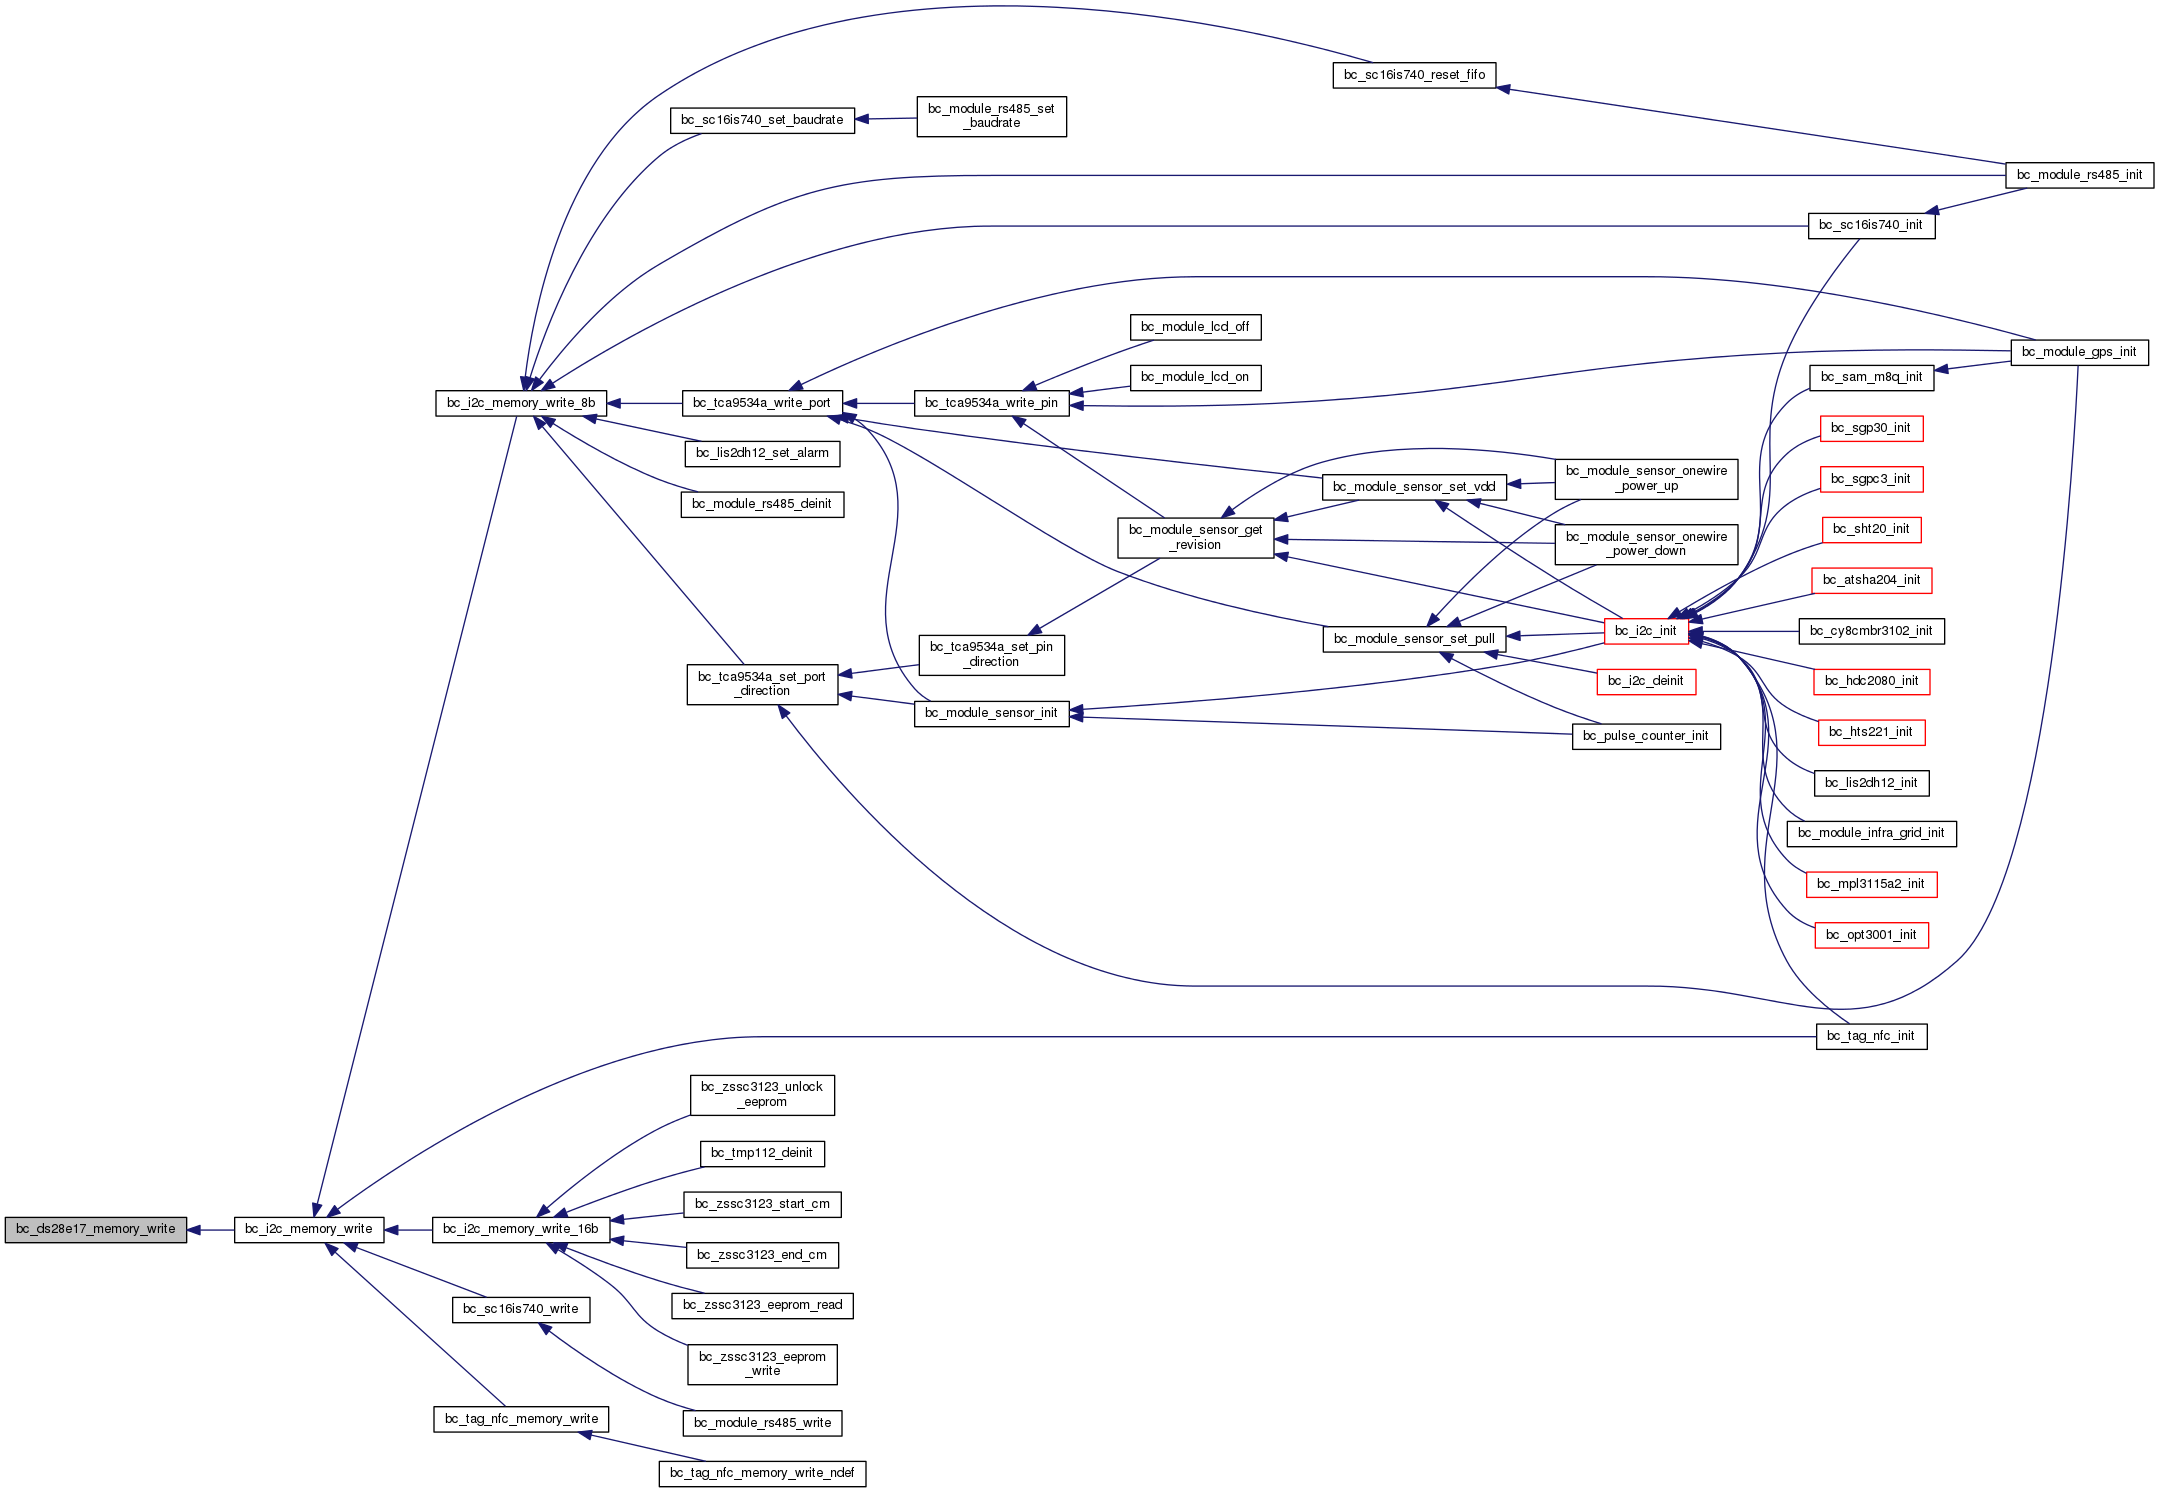 bc_sc16is740_reset_fifo
bc_sc16is740_set_baudrate
bc_module_rs485_set
_baudrate
bc_module_rs485_init
bc_sc16is740_init
bc_module_lcd_off
bc_module_gps_init
bc_module_lcd_on
bc_sam_m8q_init
bc_i2c_memory_write_8b
bc_tca9534a_write_port
bc_tca9534a_write_pin
bc_sgp30_init
bc_lis2dh12_set_alarm
bc_module_sensor_onewire
_power_up
bc_sgpc3_init
bc_module_sensor_set_vdd
bc_module_rs485_deinit
bc_module_sensor_get
_revision
bc_sht20_init
bc_module_sensor_onewire
_power_down
bc_atsha204_init
bc_i2c_init
bc_cy8cmbr3102_init
bc_module_sensor_set_pull
bc_tca9534a_set_pin
_direction
bc_tca9534a_set_port
_direction
bc_i2c_deinit
bc_hdc2080_init
bc_module_sensor_init
bc_pulse_counter_init
bc_hts221_init
bc_lis2dh12_init
bc_module_infra_grid_init
bc_mpl3115a2_init
bc_opt3001_init
bc_tag_nfc_init
bc_zssc3123_unlock
_eeprom
bc_tmp112_deinit
bc_zssc3123_start_cm
bc_ds28e17_memory_write
bc_i2c_memory_write
bc_i2c_memory_write_16b
bc_zssc3123_end_cm
bc_zssc3123_eeprom_read
bc_sc16is740_write
bc_zssc3123_eeprom
_write
bc_tag_nfc_memory_write
bc_module_rs485_write
bc_tag_nfc_memory_write_ndef